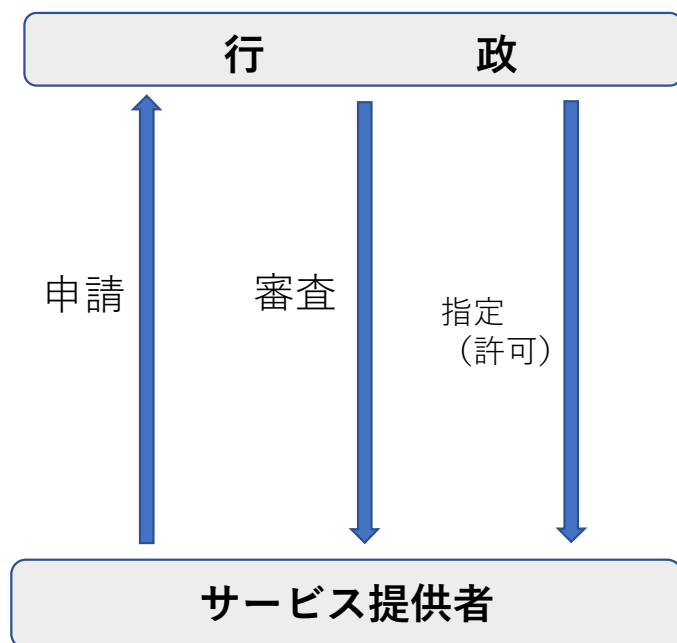 行　政
申請
審査
指定
（許可）
サービス提供者